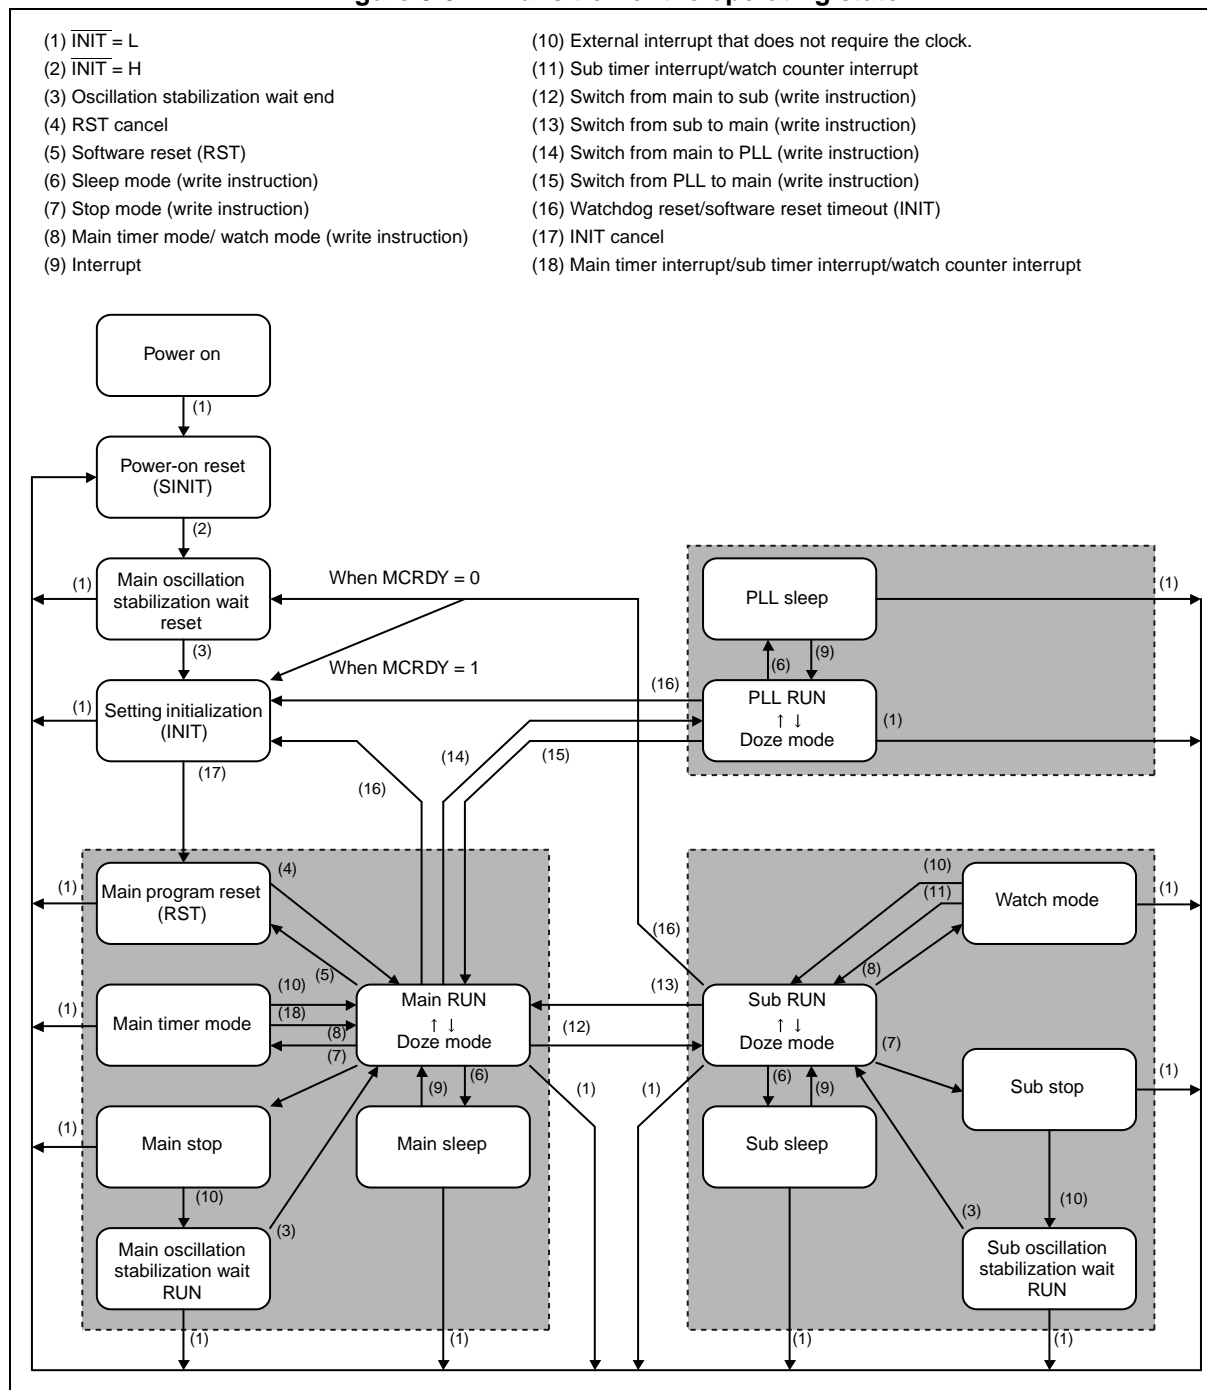 (1) INIT = L
(2) INIT = H
(3) Oscillation stabilization wait end
(4) RST cancel
(5) Software reset (RST)
(6) Sleep mode (write instruction)
(7) Stop mode (write instruction)
(8) Main timer mode/ watch mode (write instruction)
(9) Interrupt
(10) External interrupt that does not require the clock.
(11) Sub timer interrupt/watch counter interrupt
(12) Switch from main to sub (write instruction)
(13) Switch from sub to main (write instruction)
(14) Switch from main to PLL (write instruction)
(15) Switch from PLL to main (write instruction)
(16) Watchdog reset/software reset timeout (INIT)
(17) INIT cancel
(18) Main timer interrupt/sub timer interrupt/watch counter interrupt
Power on
(1)
Power-on reset
(SINIT)
(2)
Main oscillation
stabilization wait
reset
(1)
When MCRDY = 0
PLL sleep
(1)
(3)
(6)
(9)
When MCRDY = 1
Setting initialization
(INIT)
(1)
(16)
PLL RUN
↑ ↓
Doze mode
(1)
(14)
(15)
(17)
(16)
Main program reset
(RST)
(1)
(4)
(5)
(16)
(10)
(11)
Watch mode
(1)
(8)
Main timer mode
(1)
(10)
(18)
(8)
(7)
Main RUN
↑ ↓
Doze mode
(13)
(12)
Sub RUN
↑ ↓
Doze mode
(7)
(9)
(6)
(1)
(1)
(6)
(9)
Sub stop
(1)
Main stop
(1)
Main sleep
Sub sleep
(10)
(3)
(10)
(3)
Main oscillation
stabilization wait
RUN
Sub oscillation
stabilization wait
RUN
(1)
(1)
(1)
(1)